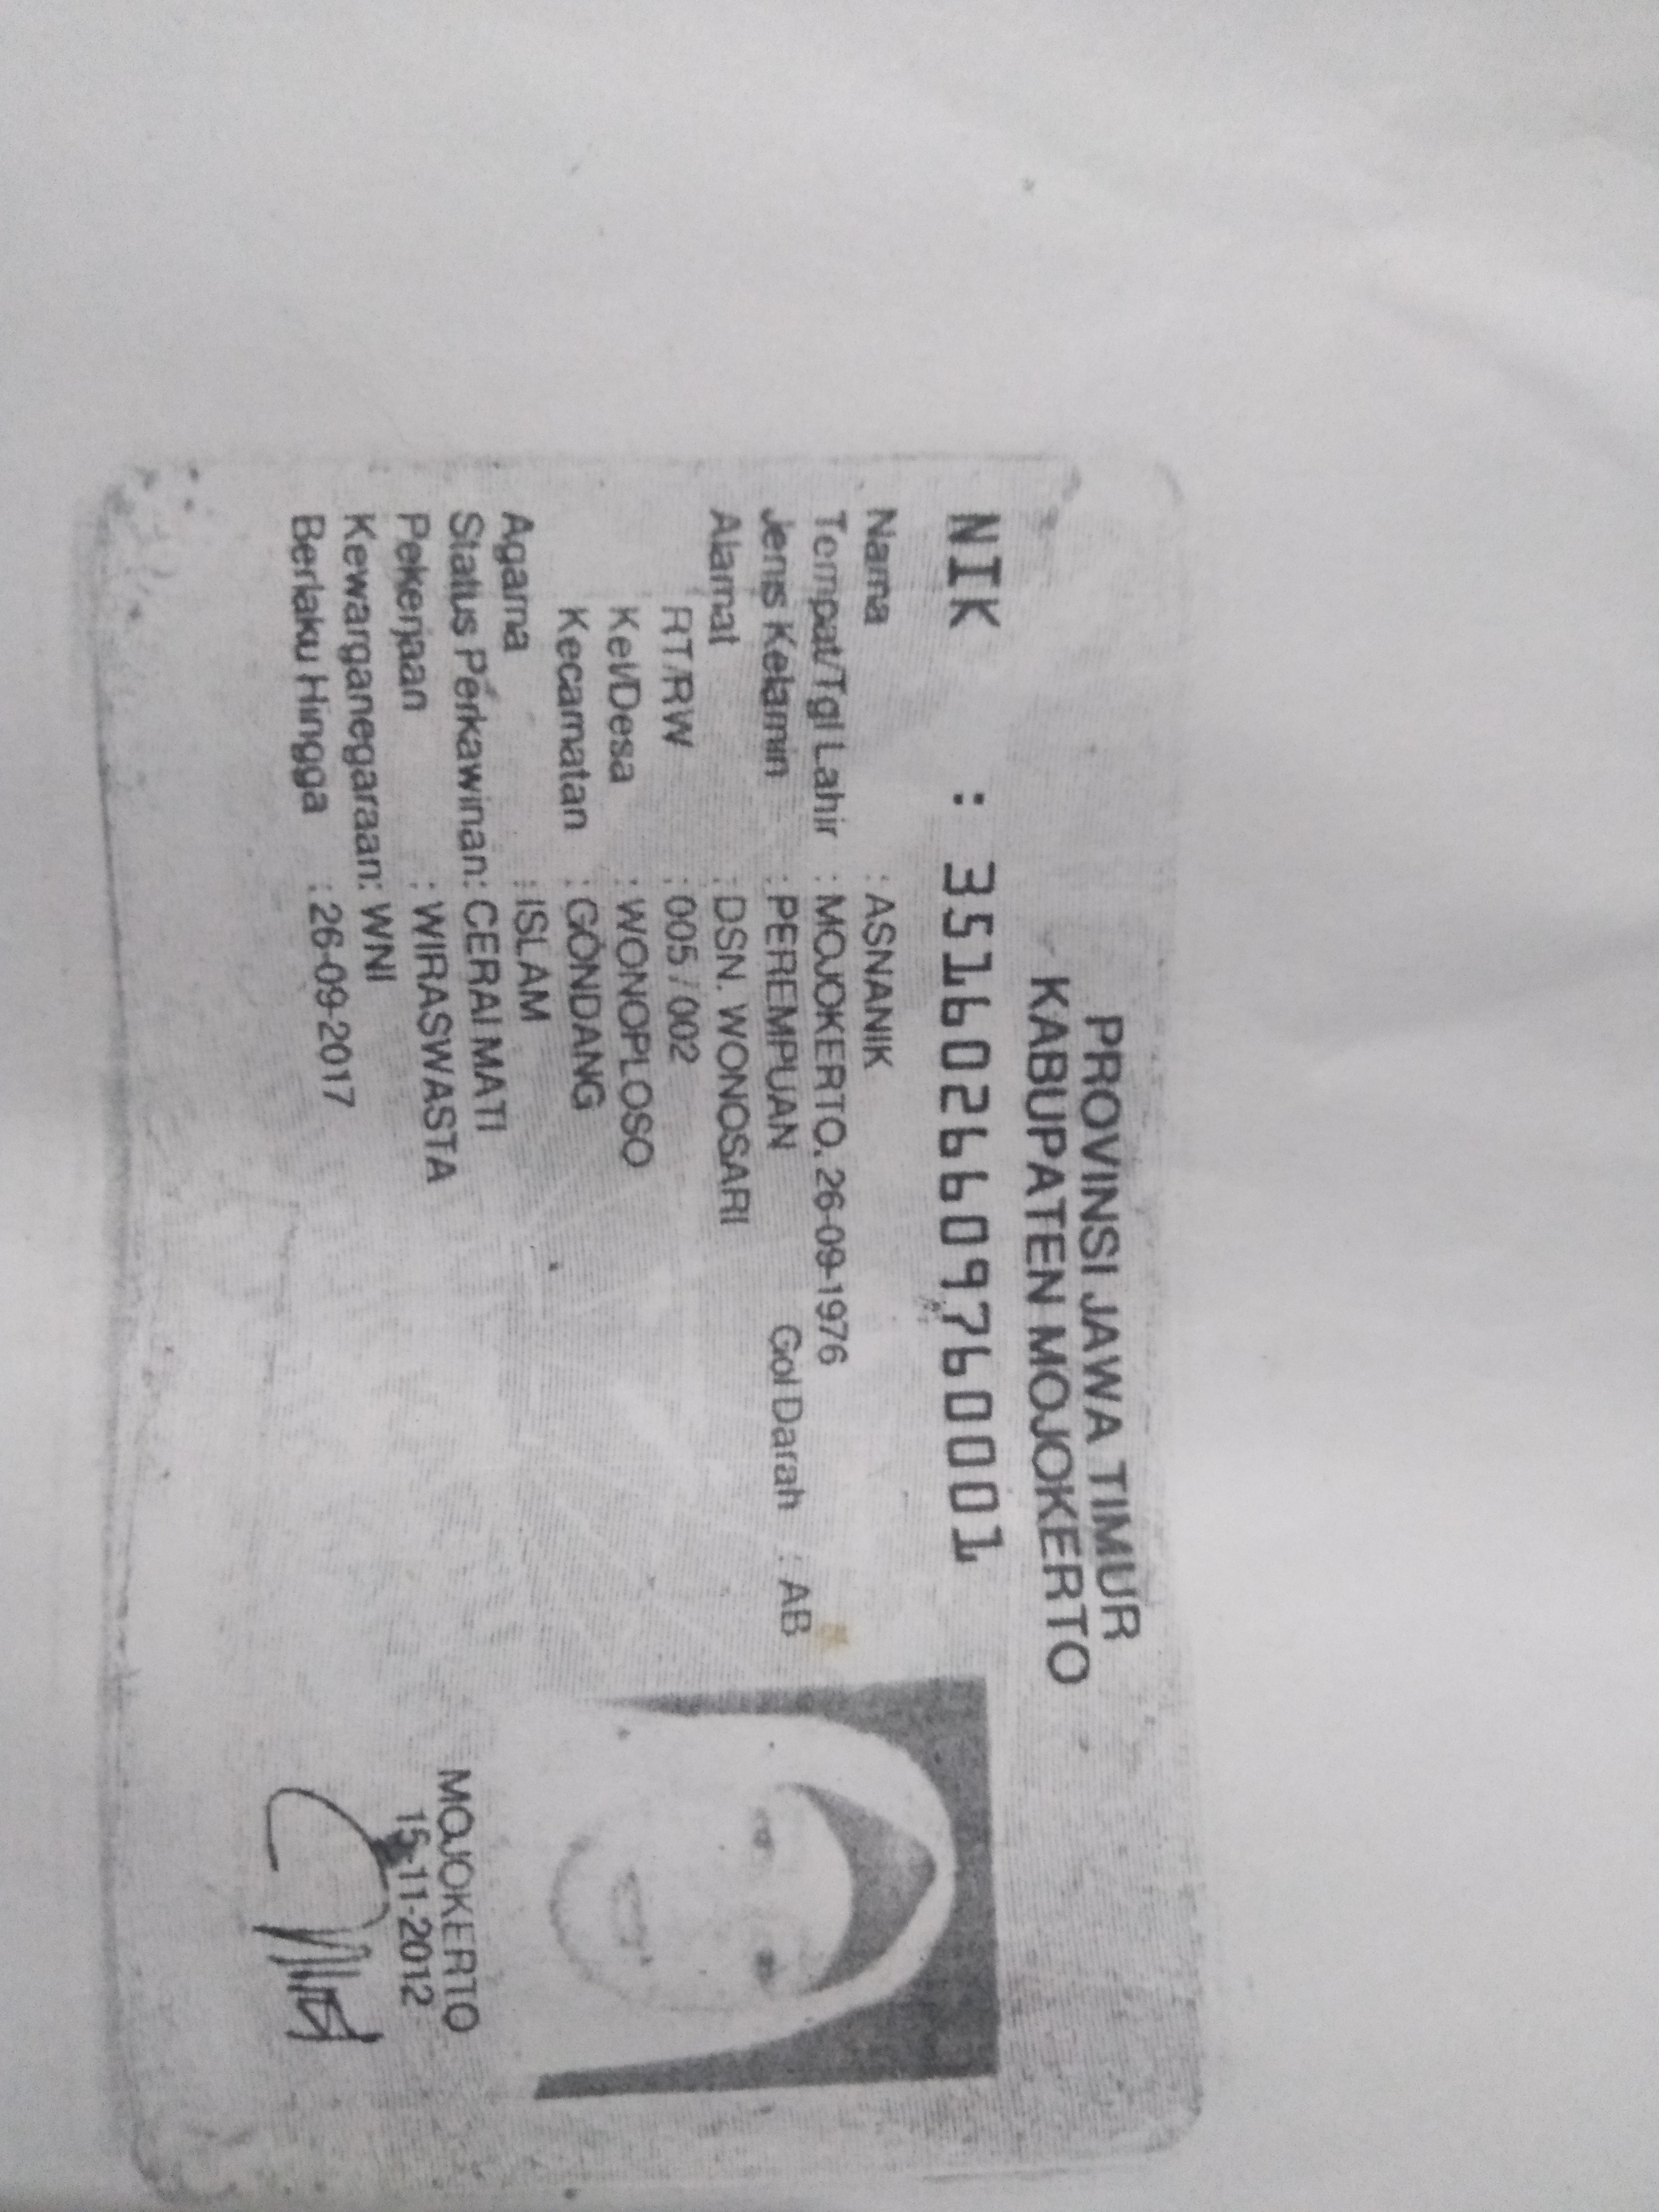 PROVINSI JAWA TIMUR
KABUPATEN MOJOKERTO
NIK : 3516026609760001
Nama : ASNANIK
Tempat/Tgl Lahir : MOJOKERTO, 26-09-1976
Jenis Kelamin : PEREMPUAN Gol Darah : AB
Alamat : DSN. WONOSARI
RT/RW : 005 / 002
Kel/Desa : WONOPLOSO
Kecamatan : GONDANG
Agama : ISLAM
Status Perkawinan: CERAI MATI
Pekerjaan : WIRASWASTA
Kewarganegaraan: WNI
Berlaku Hingga : 26-09-2017
MOJOKERTO
15-11-2012